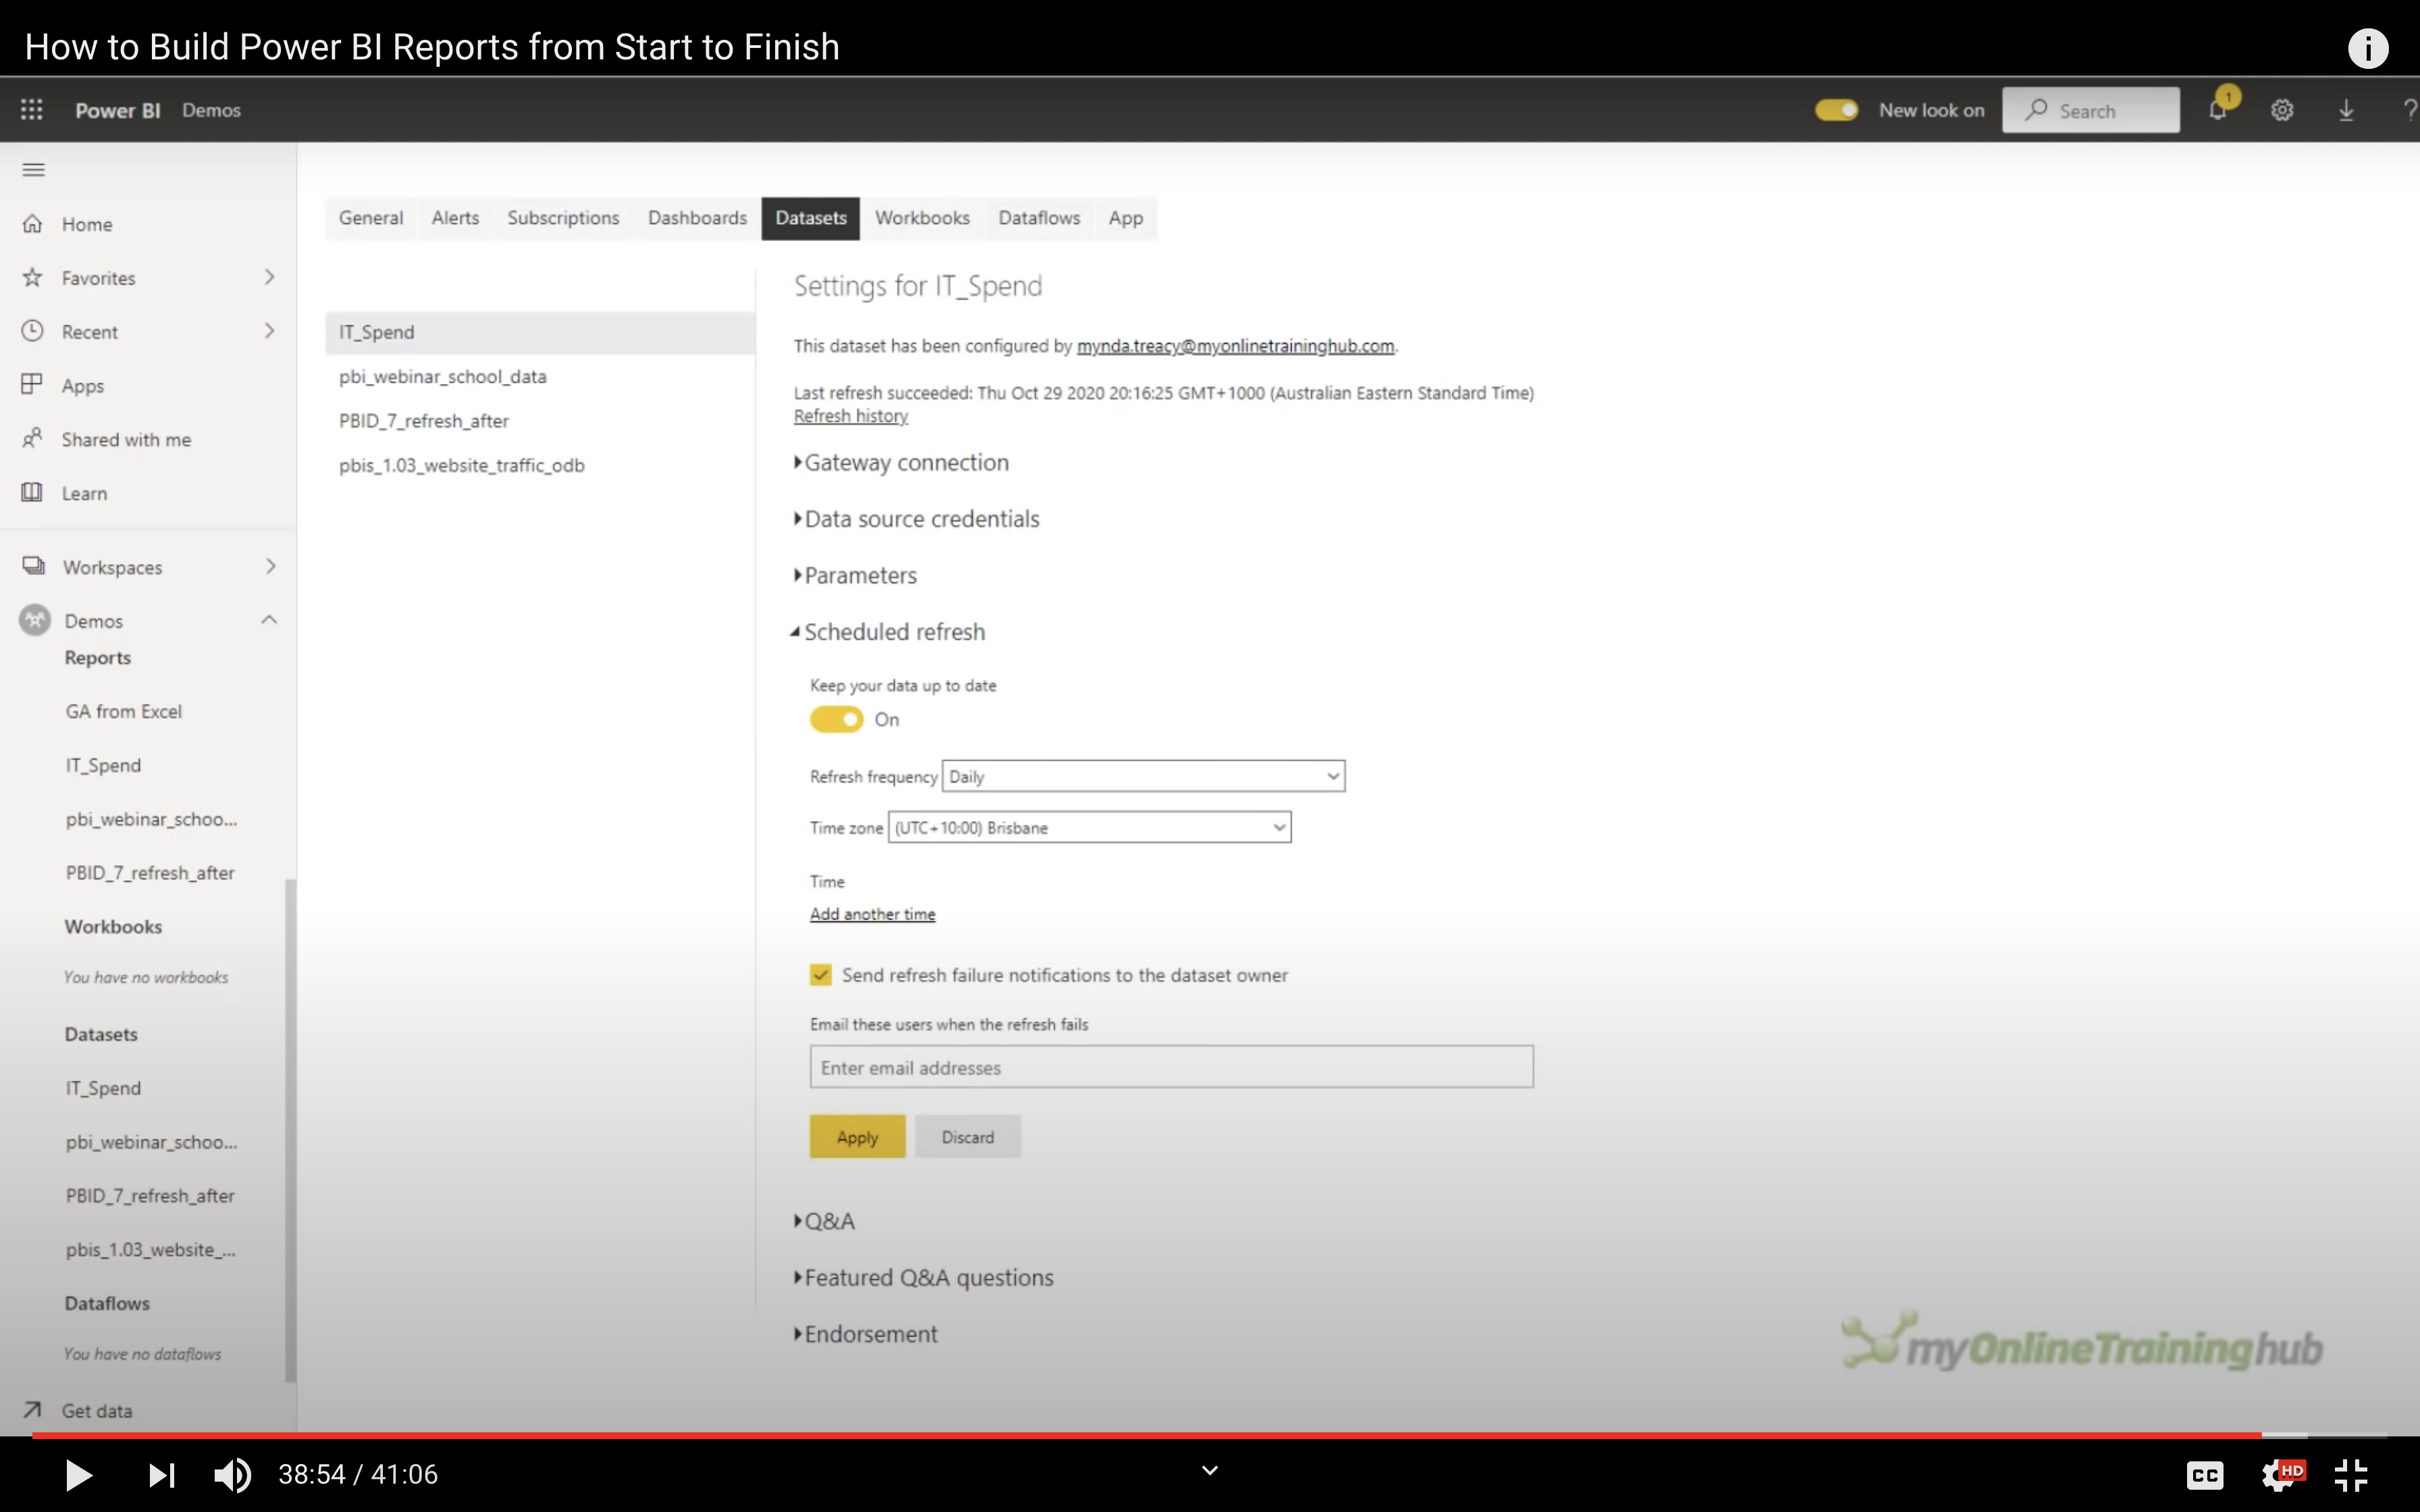 How to Build Power BI Reports from Start to Finish
Power BI Demos
New look on
Search
1
?
General Alerts Subscriptions Dashboards Datasets Workbooks Dataflows App
Home
Favorites
Recent
Apps
Shared with me
Learn
Workspaces
Demos
Reports
GA from Excel
IT_Spend
pbi_webinar_schoo...
PBID_7_refresh_after
Workbooks
You have no workbooks
Datasets
IT_Spend
pbi_webinar_schoo...
PBID_7_refresh_after
pbis_1.03_website_...
Dataflows
You have no dataflows
Get data
IT_Spend
pbi_webinar_school_data
PBID_7_refresh_after
pbis_1.03_website_traffic_odb
Settings for IT_Spend
This dataset has been configured by mynda.treacy@myonlinetraininghub.com.
Last refresh succeeded: Thu Oct 29 2020 20:16:25 GMT+1000 (Australian Eastern Standard Time)
Refresh history
Gateway connection
Data source credentials
Parameters
Scheduled refresh
Keep your data up to date
On
Refresh frequency Daily
Time zone (UTC+10:00) Brisbane
Time
Add another time
Send refresh failure notifications to the dataset owner
Email these users when the refresh fails
Enter email addresses
Apply Discard
Q&A
Featured Q&A questions
Endorsement
myOnlineTraininghub
38:54 / 41:06
CC
HD